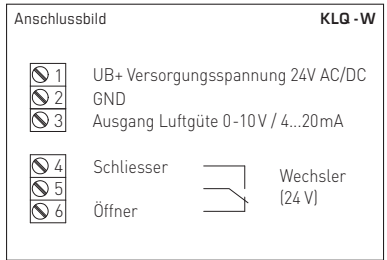 Anschlussbild KLQ - W
1 UB+ Versorgungsspannung 24V AC/DC
2 GND
3 Ausgang Luftgüte 0-10V / 4...20mA
4 Schliesser
5
6 Öffner
Wechsler
(24 V)